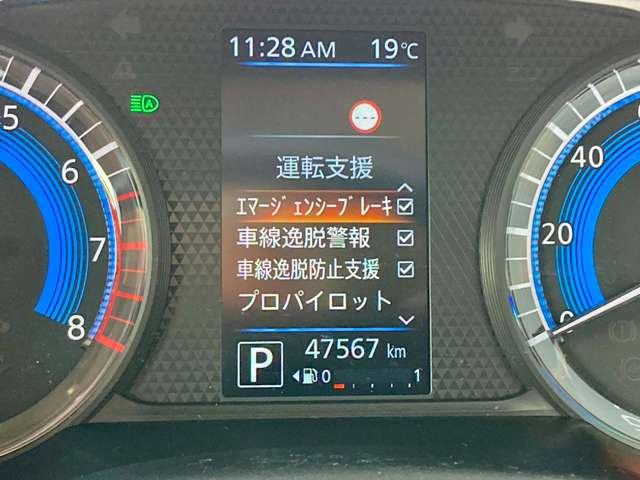 11:28 AM 19℃
---
運転支援
ｴﾏｰｼﾞｪﾝｼｰﾌﾞﾚｰｷ
車線逸脱警報
車線逸脱防止支援
プロパイロット
P 47567 km
0 1
5
6
7
8
40
20
0
A